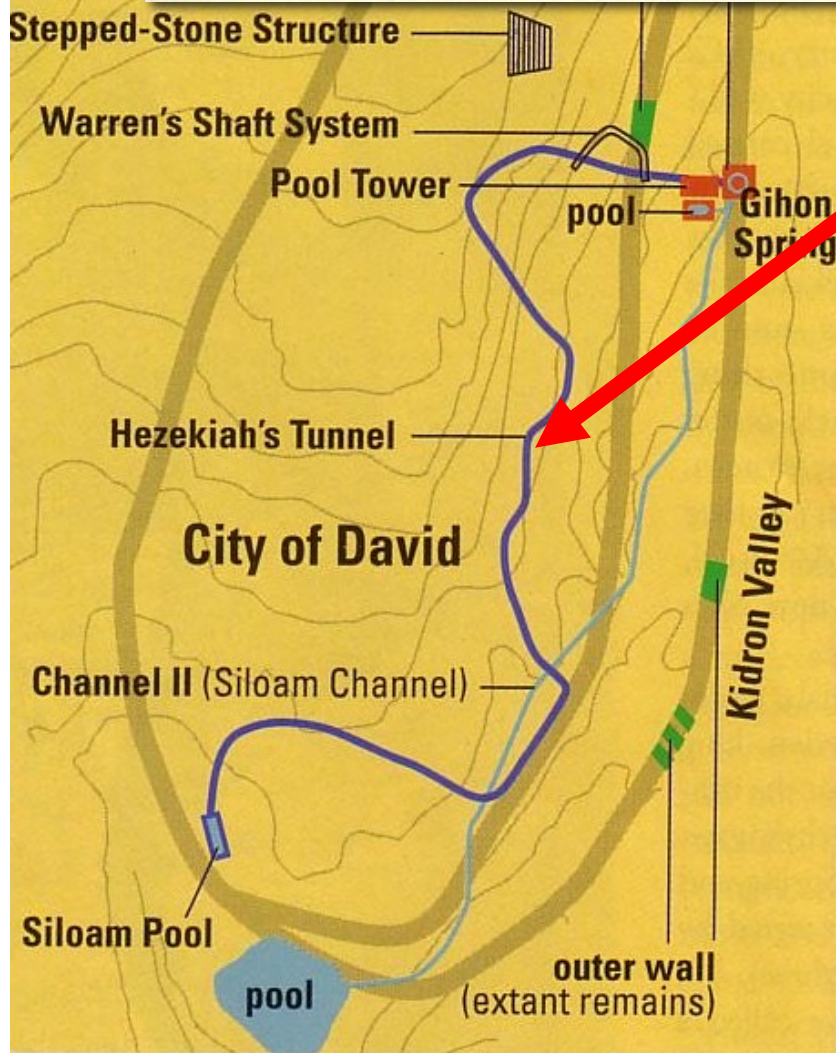 Stepped-Stone Structure
Warren's Shaft System
Pool Tower
pool
Gihon
Spring
Hezekiah's Tunnel
City of David
Kidron Valley
Channel II (Siloam Channel)
Siloam Pool
pool
outer wall
(extant remains)